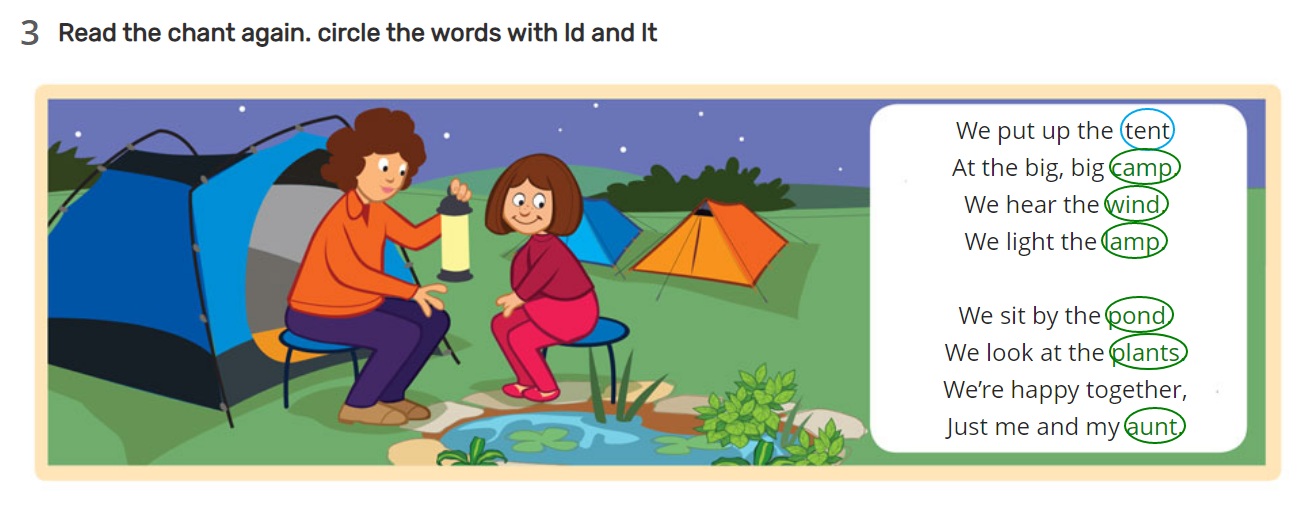 3 Read the chant again. circle the words with ld and lt
We put up the tent
At the big, big camp.
We hear the wind.
We light the lamp.
We sit by the pond.
We look at the plants.
We're happy together,
Just me and my aunt.